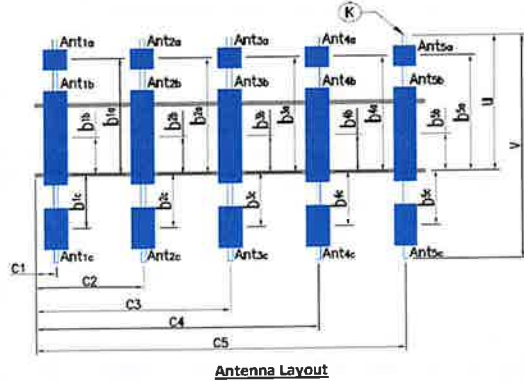 K
Ant1a Ant2a Ant3a Ant4a Ant5a
Ant1b Ant2b Ant3b Ant4b Ant5b
b1b b1a b2b b2a b3b b3a b4b b4a b5b b5a u v
b1c b2c b3c b4c b5c
Ant1c Ant2c Ant3c Ant4c Ant5c
C1
C2
C3
C4
C5
Antenna Layout